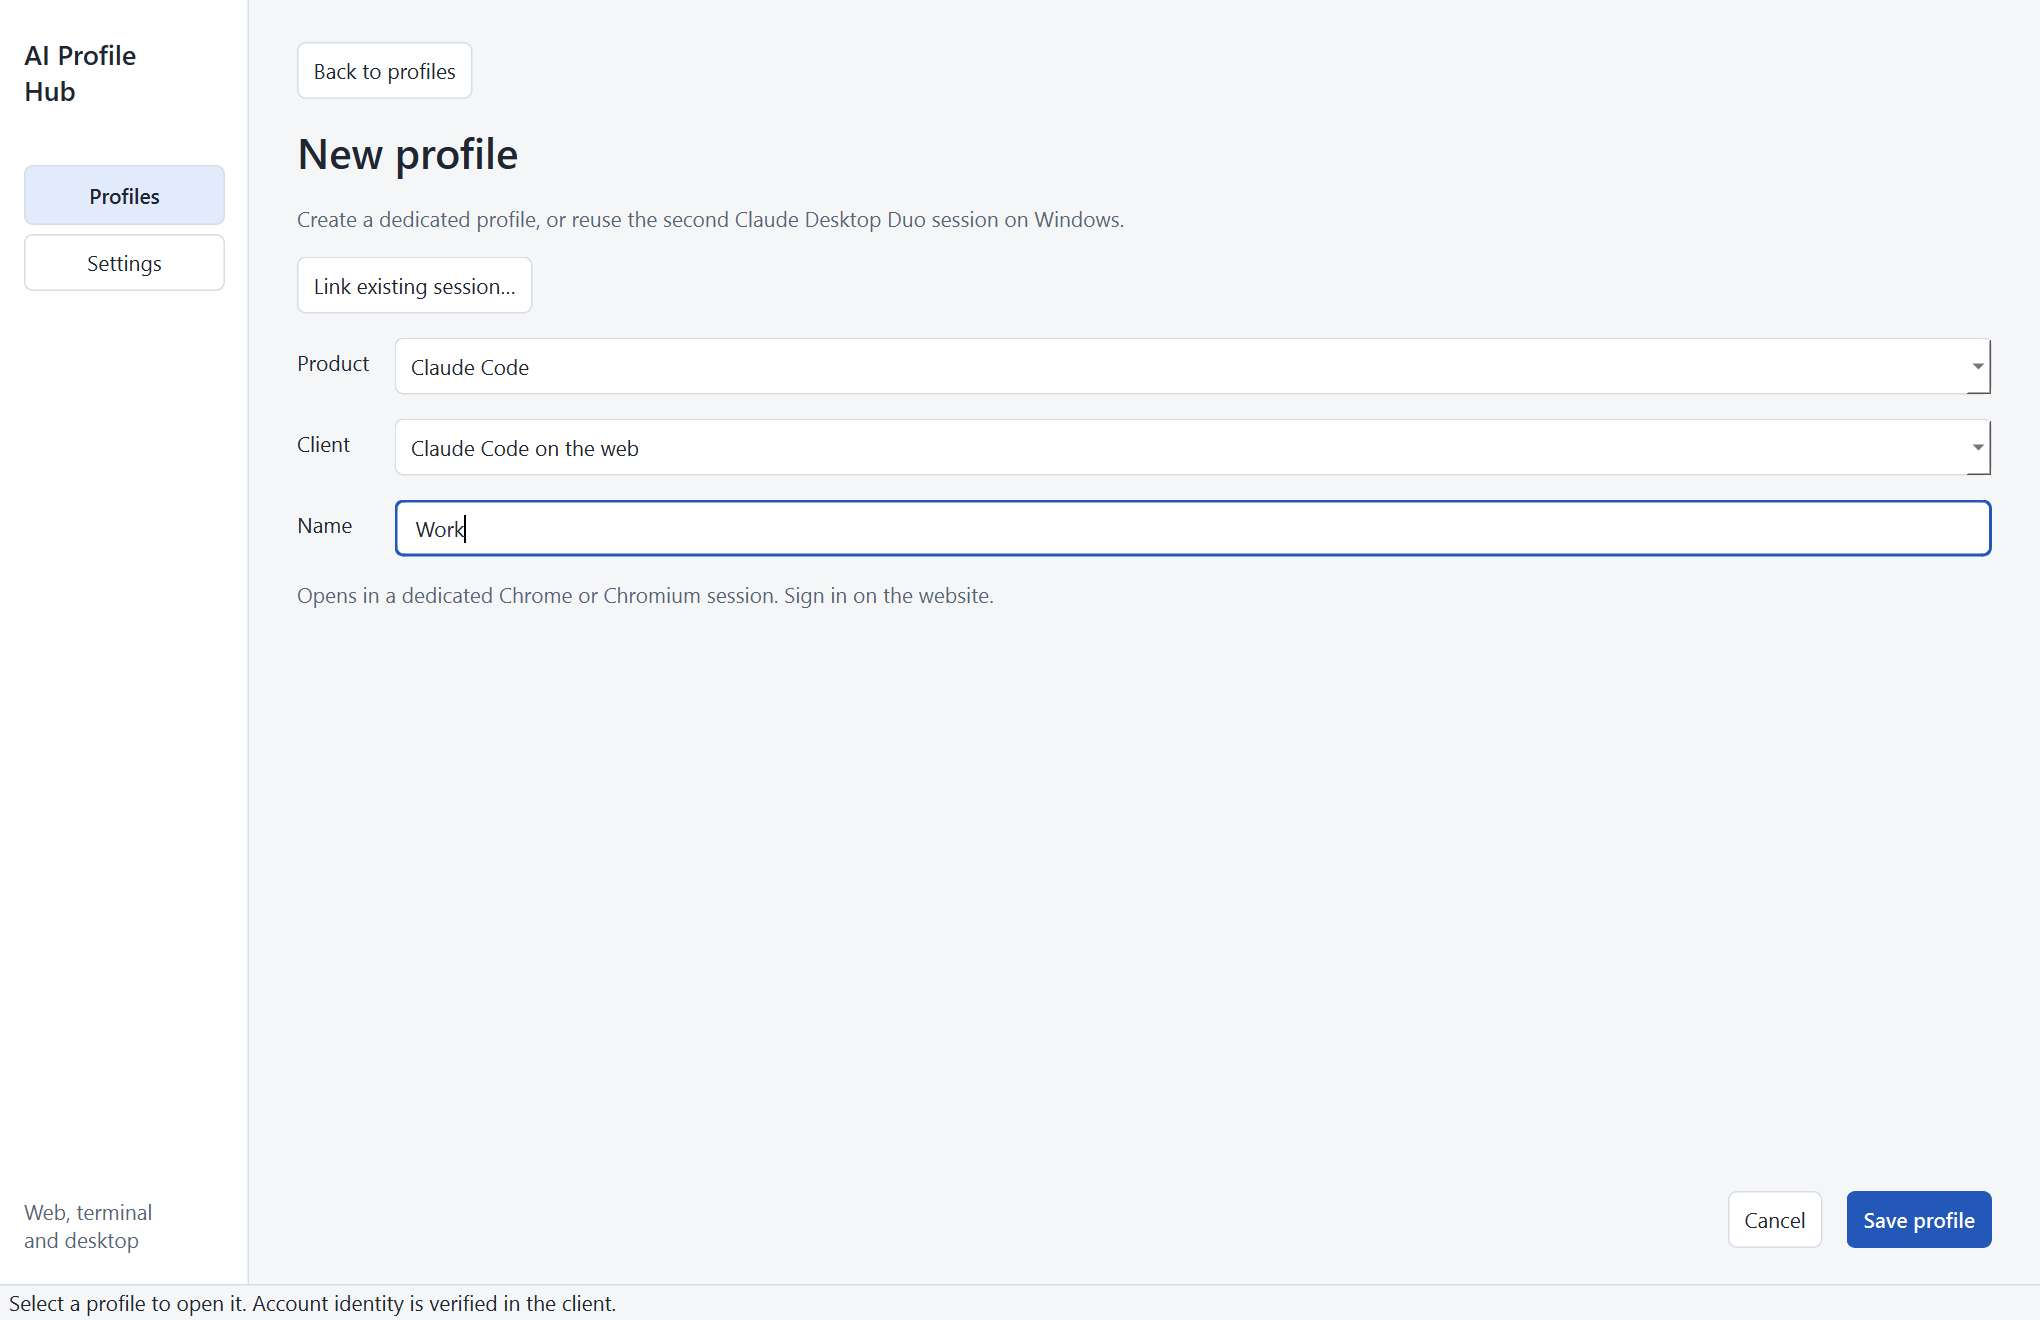 AI Profile
Hub
Profiles
Settings
Web, terminal
and desktop
Back to profiles
New profile
Create a dedicated profile, or reuse the second Claude Desktop Duo session on Windows.
Link existing session...
Product
Claude Code
Client
Claude Code on the web
Name
Work
Opens in a dedicated Chrome or Chromium session. Sign in on the website.
Cancel
Save profile
Select a profile to open it. Account identity is verified in the client.